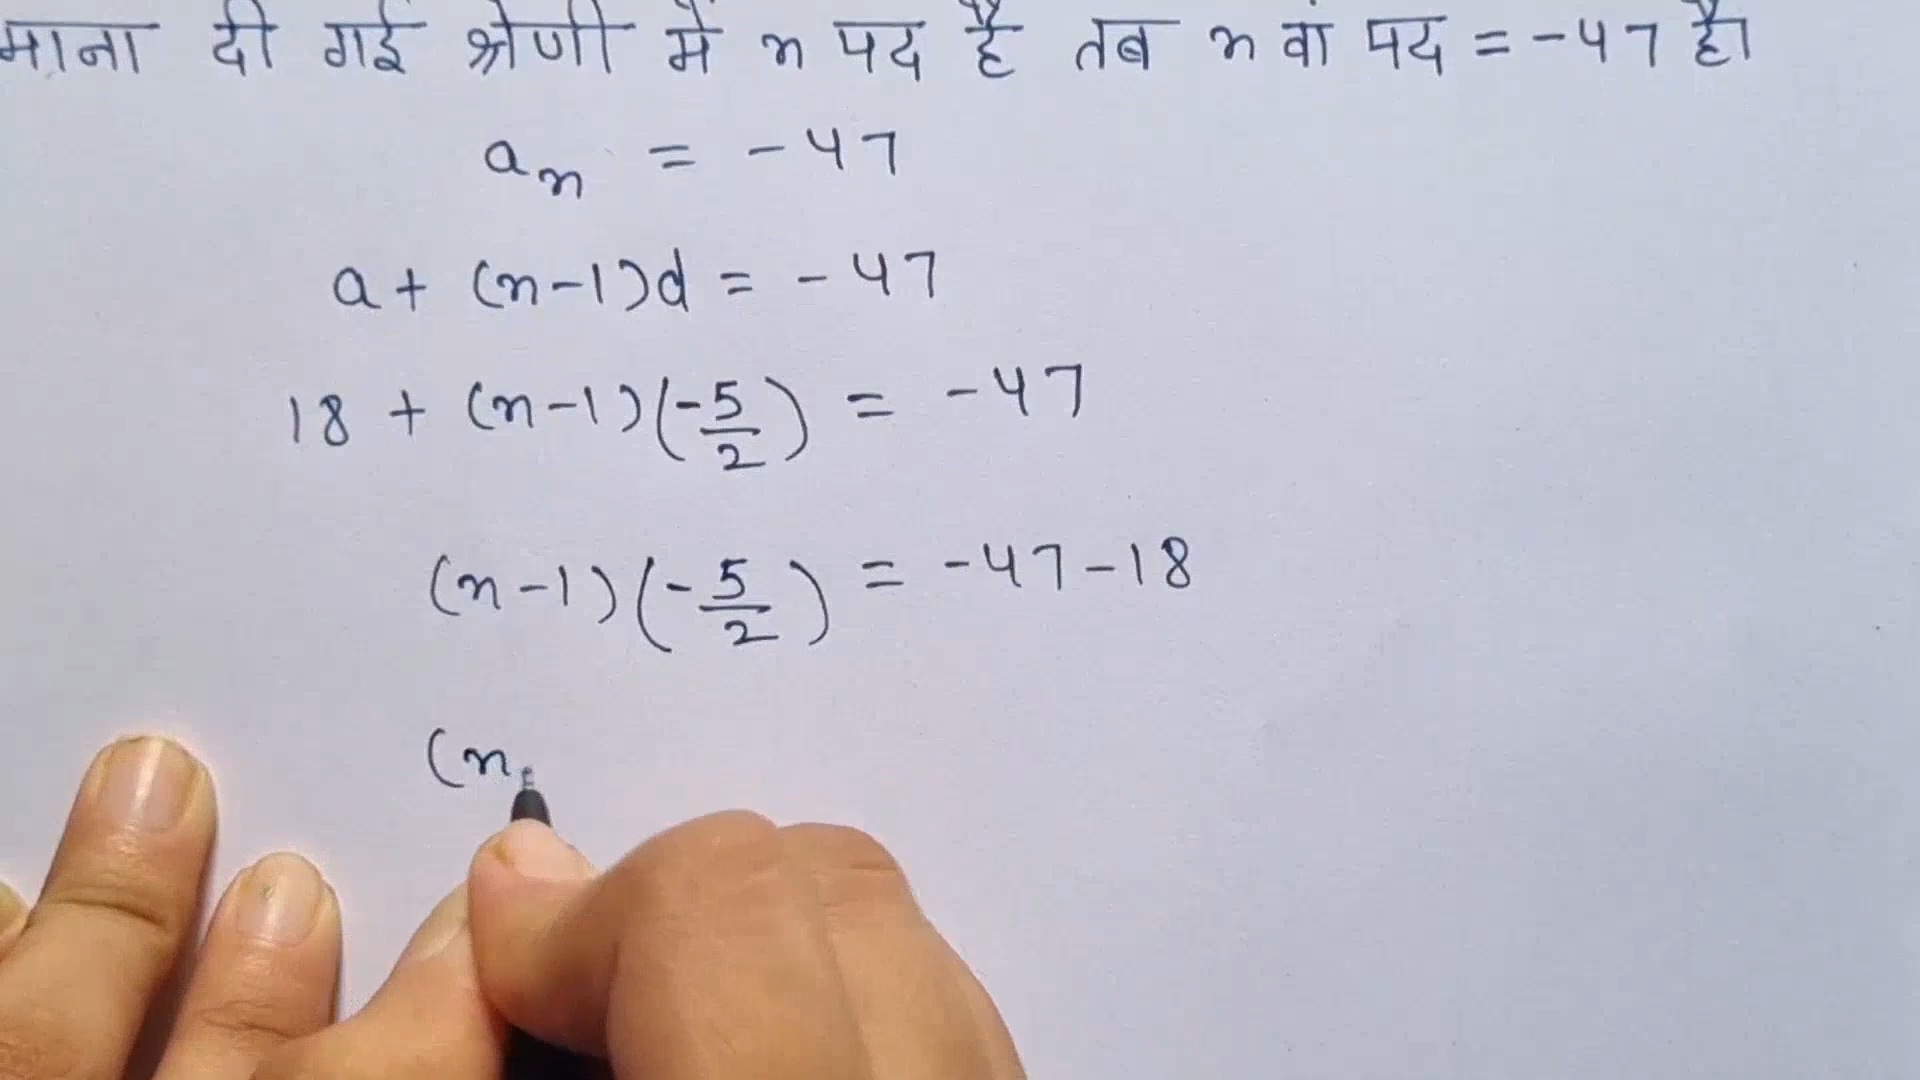 माना दी गई श्रेणी में n पद हैं तब n वां पद = -47 है।
aₙ = -47
a + (n-1)d = -47
18 + (n-1)(-5/2) = -47
(n-1)(-5/2) = -47-18
(n